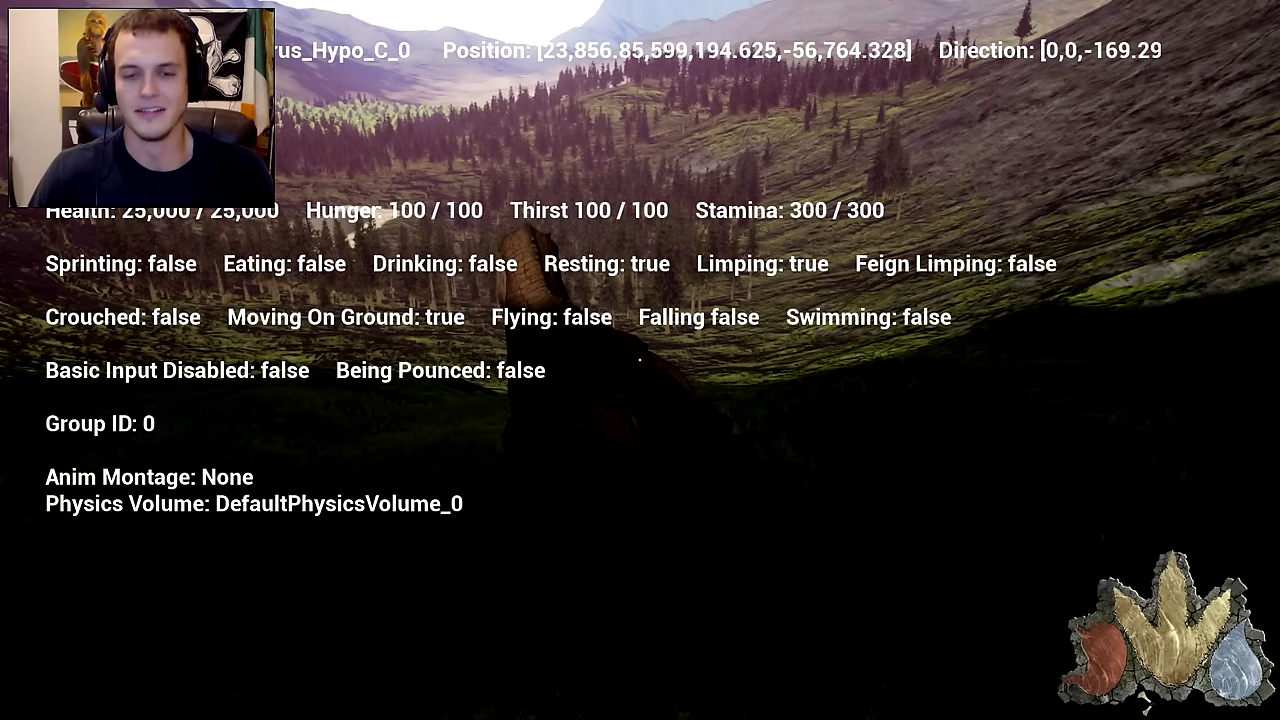 rus_Hypo_C_0 Position: [23,856.85,599,194.625,-56,764.328] Direction: [0,0,-169.29
Health: 25,000 / 25,000 Hunger: 100 / 100 Thirst 100 / 100 Stamina: 300 / 300
Sprinting: false Eating: false Drinking: false Resting: true Limping: true Feign Limping: false
Crouched: false Moving On Ground: true Flying: false Falling false Swimming: false
Basic Input Disabled: false Being Pounced: false
Group ID: 0
Anim Montage: None
Physics Volume: DefaultPhysicsVolume_0